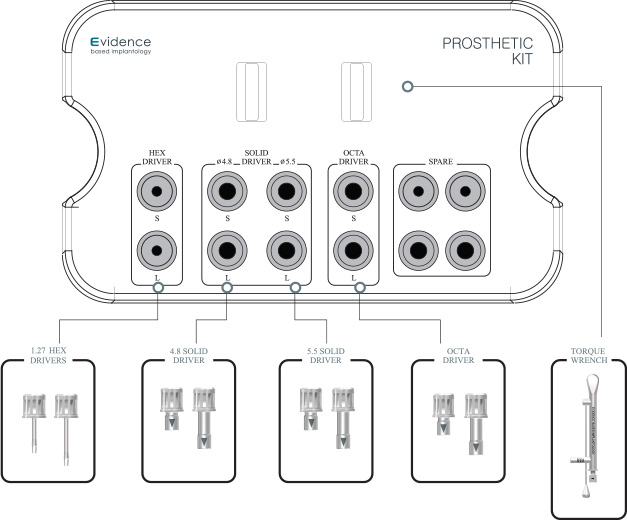 Evidence
based implantology
PROSTHETIC
KIT
HEX
DRIVER
SOLID
ø4.8 DRIVER ø5.5
OCTA
DRIVER
SPARE
S
S
S
S
L
L
L
L
1.27 HEX
DRIVERS
4.8 SOLID
DRIVER
5.5 SOLID
DRIVER
OCTA
DRIVER
TORQUE
WRENCH